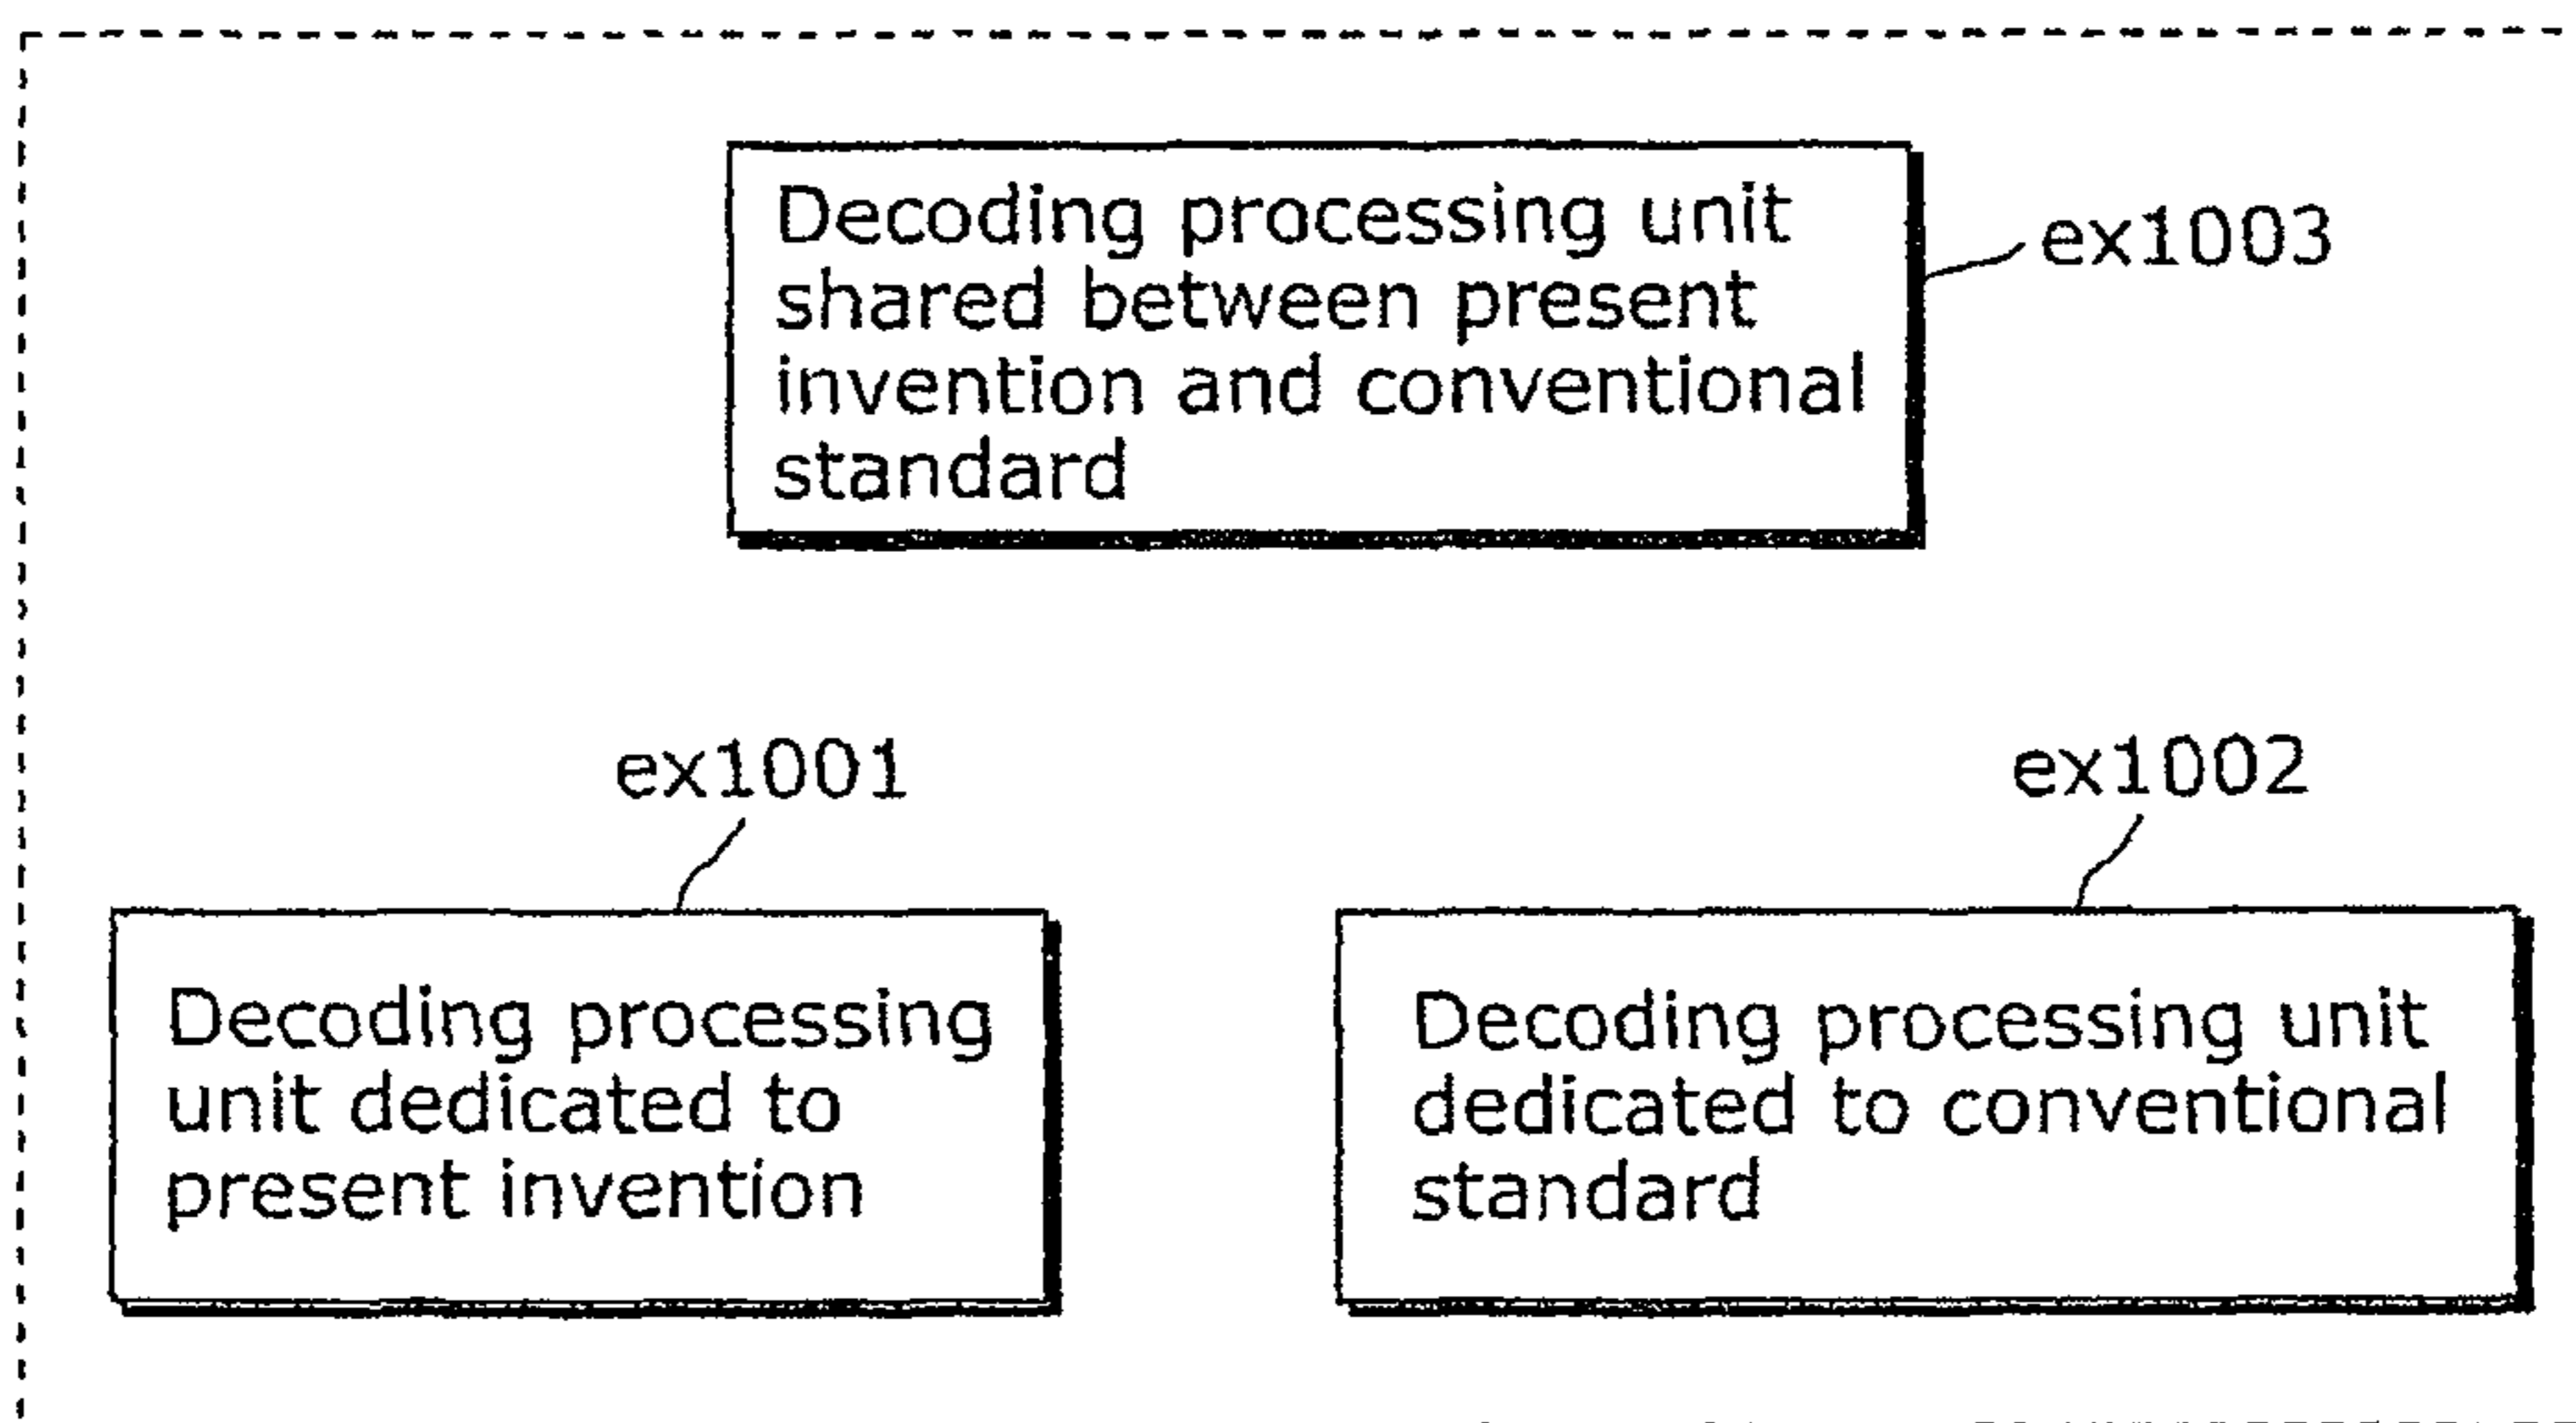 Decoding processing unit
shared between present
invention and conventional
standard
ex1003
ex1001
ex1002
Decoding processing
unit dedicated to
present invention
Decoding processing unit
dedicated to conventional
standard